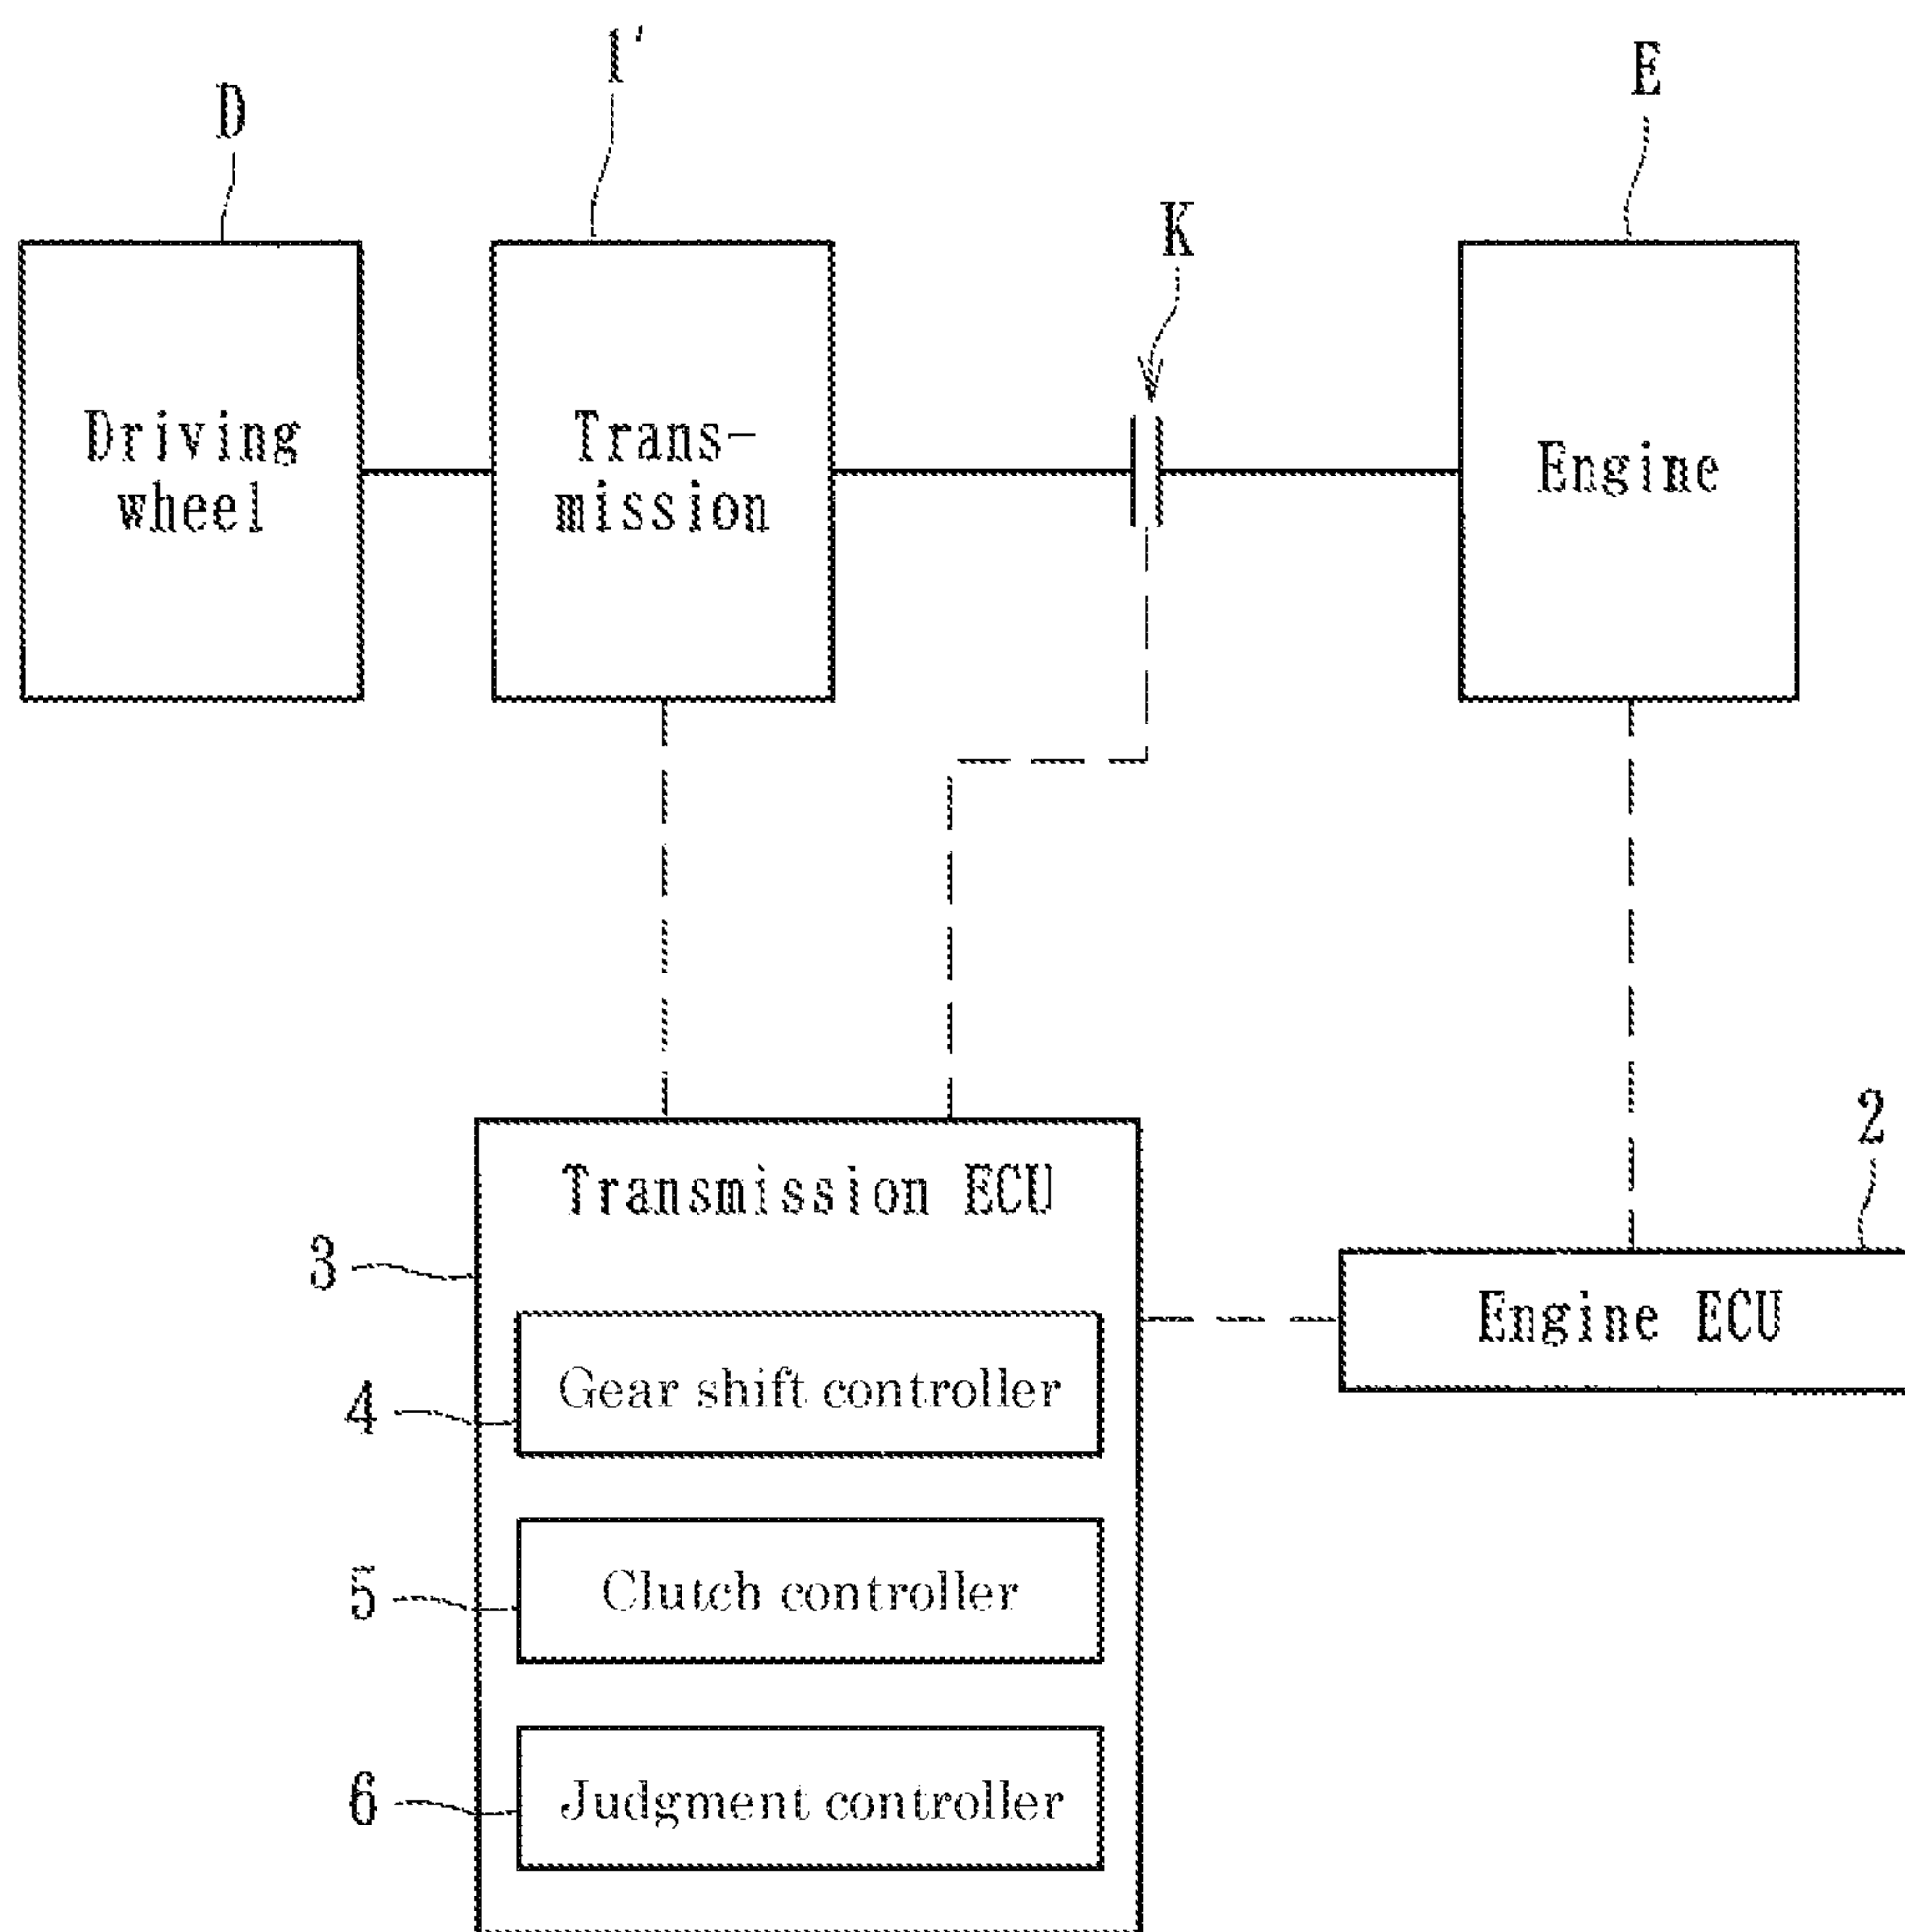 1'
E
D
K
Driving
wheel
Trans-
mission
Engine
2
Transmission ECU
3
Engine ECU
Gear shift controller
4
Clutch controller
5
Judgment controller
6